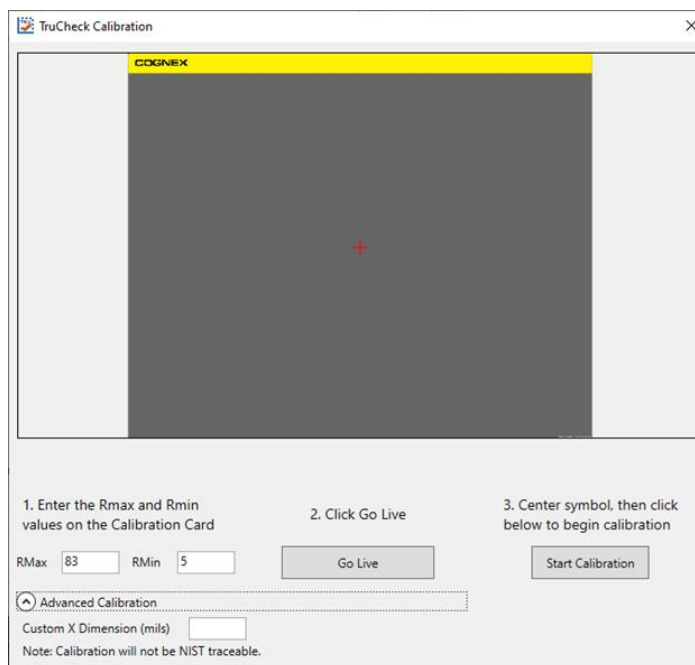 TruCheck Calibration
COGNEX
1. Enter the Rmax and Rmin
values on the Calibration Card
2. Click Go Live
3. Center symbol, then click
below to begin calibration
RMax 83 RMin 5
Go Live
Start Calibration
Advanced Calibration
Custom X Dimension (mils)
Note: Calibration will not be NIST traceable.